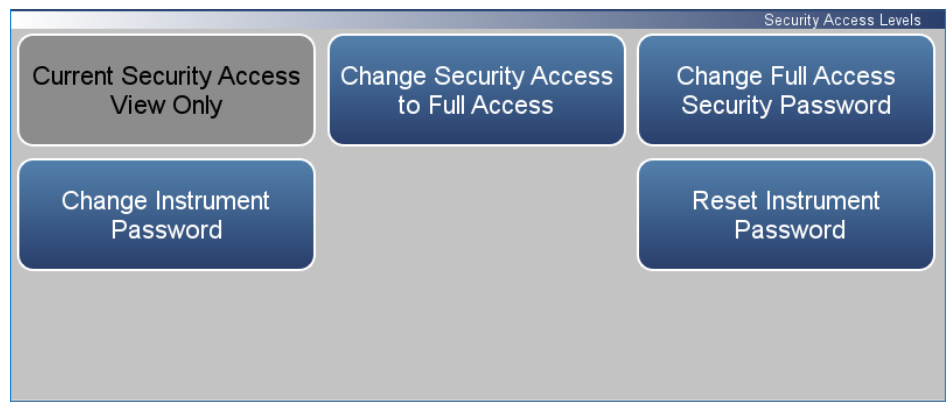 Security Access Levels
Current Security Access
View Only
Change Security Access
to Full Access
Change Full Access
Security Password
Change Instrument
Password
Reset Instrument
Password